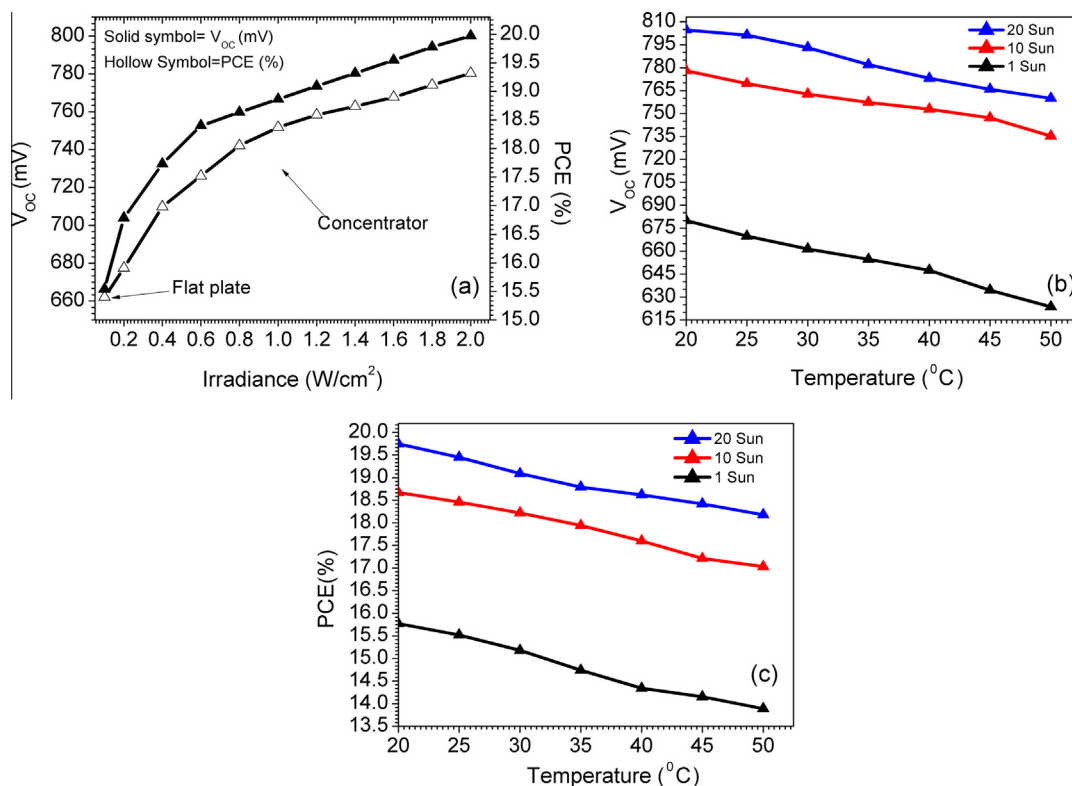 (a)
Solid symbol= V_OC (mV)
Hollow Symbol=PCE (%)
800
780
760
740
720
700
680
660
V_OC (mV)
20.0
19.5
19.0
18.5
18.0
17.5
17.0
16.5
16.0
15.5
15.0
PCE (%)
Concentrator
Flat plate
0.2 0.4 0.6 0.8 1.0 1.2 1.4 1.6 1.8 2.0
Irradiance (W/cm²)
(b)
20 Sun
10 Sun
1 Sun
810
795
780
765
750
735
720
705
690
675
660
645
630
615
V_OC (mV)
20 25 30 35 40 45 50
Temperature (⁰C)
(c)
20 Sun
10 Sun
1 Sun
20.0
19.5
19.0
18.5
18.0
17.5
17.0
16.5
16.0
15.5
15.0
14.5
14.0
13.5
PCE(%)
20 25 30 35 40 45 50
Temperature (⁰C)